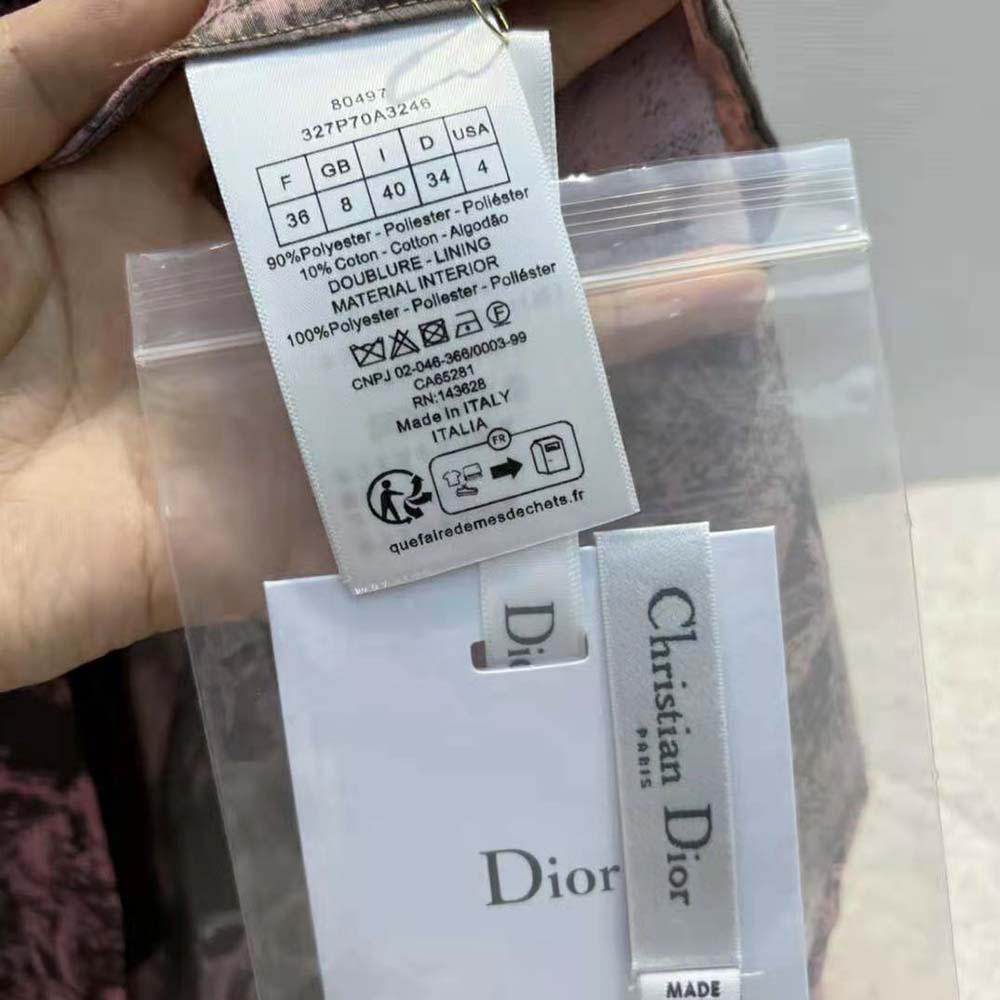 80497
327P70A3246
F GB I D USA
36 8 40 34 4
90%Polyester - Poliester - Poliéster
10% Coton - Cotton - Algodão
DOUBLURE - LINING
MATERIAL INTERIOR
100%Polyester - Poliester - Poliéster
F
CNPJ 02-046-366/0003-99
CA65281
RN:143628
Made in ITALY
ITALIA
FR
quefairedemesdechets.fr
Dio
Christian Dior
PARIS
Dior
MADE